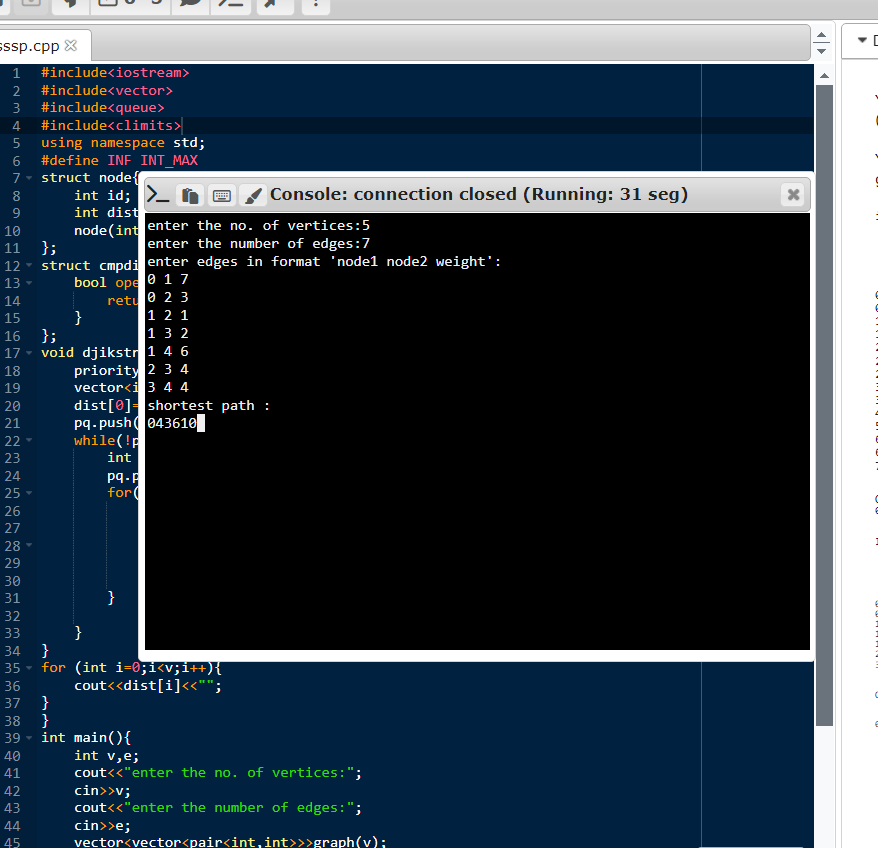 sssp.cpp
1 #include<iostream>
2 #include<vector>
3 #include<queue>
4 #include<climits>
5 using namespace std;
6 #define INF INT_MAX
7 struct node{
8 int id;
9 int dist
10 node(int
11 };
12 struct cmpdi
13 bool ope
14 retu
15 }
16 };
17 void djikstr
18 priority
19 vector<i
20 dist[0]=
21 pq.push(
22 while(!p
23 int
24 pq.p
25 for(
26
27
28
29
30
31 }
32
33 }
34 }
35 for (int i=0;i<v;i++){
36 cout<<dist[i]<<"";
37 }
38 }
39 int main(){
40 int v,e;
41 cout<<"enter the no. of vertices:";
42 cin>>v;
43 cout<<"enter the number of edges:";
44 cin>>e;
45 vector<vector<pair<int,int>>>graph(v);
Console: connection closed (Running: 31 seg)
enter the no. of vertices:5
enter the number of edges:7
enter edges in format 'node1 node2 weight':
0 1 7
0 2 3
1 2 1
1 3 2
1 4 6
2 3 4
3 4 4
shortest path :
043610